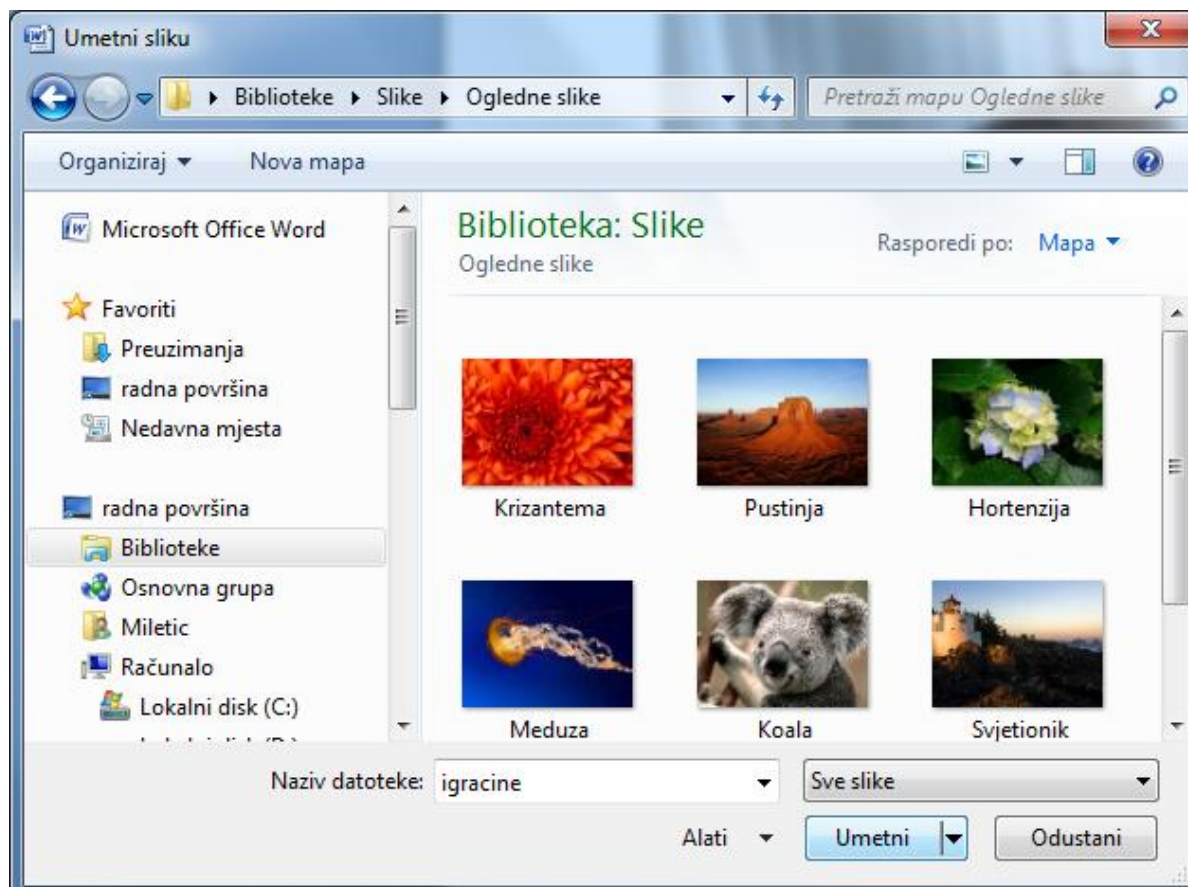 Umetni sliku
Biblioteke Slike Ogledne slike
Pretraži mapu Ogledne slike
Organiziraj Nova mapa
Microsoft Office Word
Favoriti
Preuzimanja
radna površina
Nedavna mjesta
radna površina
Biblioteke
Osnovna grupa
Miletic
Računalo
Lokalni disk (C:)
Biblioteka: Slike
Ogledne slike
Rasporedi po: Mapa
Krizantema Pustinja Hortenzija
Meduza Koala Svjetionik
Naziv datoteke: igracine Sve slike
Alati Umetni Odustani